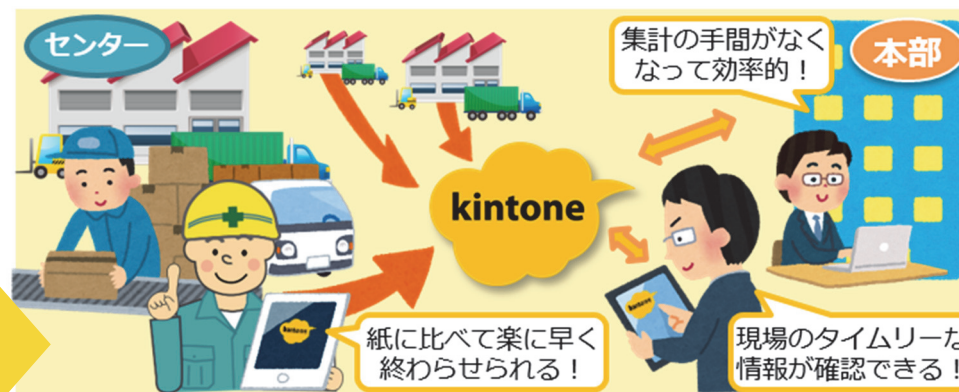 センター
集計の手間がなく
なって効率的！
本部
kintone
紙に比べて楽に早く
終わらせられる！
kintone
kintone
現場のタイムリーな
情報が確認できる！